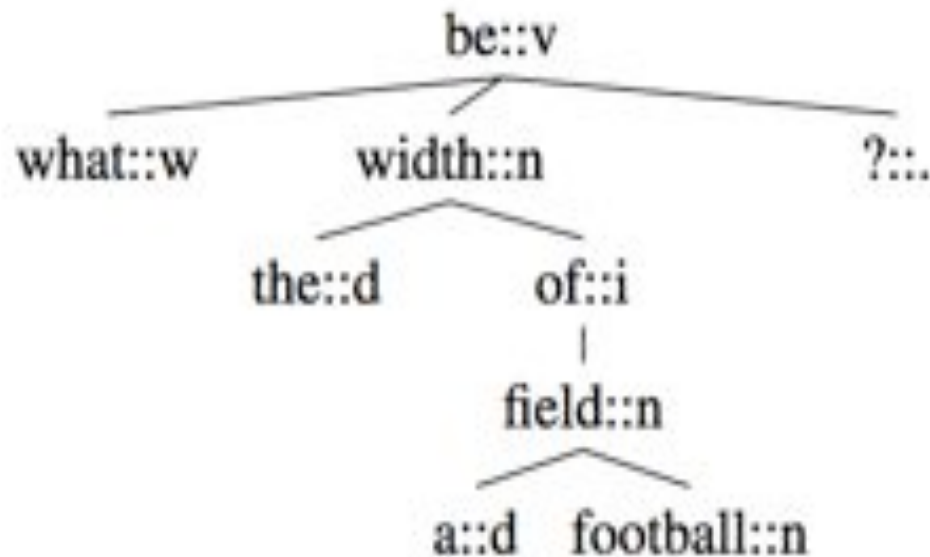 be::v
what::w width::n ?::.
the::d of::i
field::n
a::d football::n